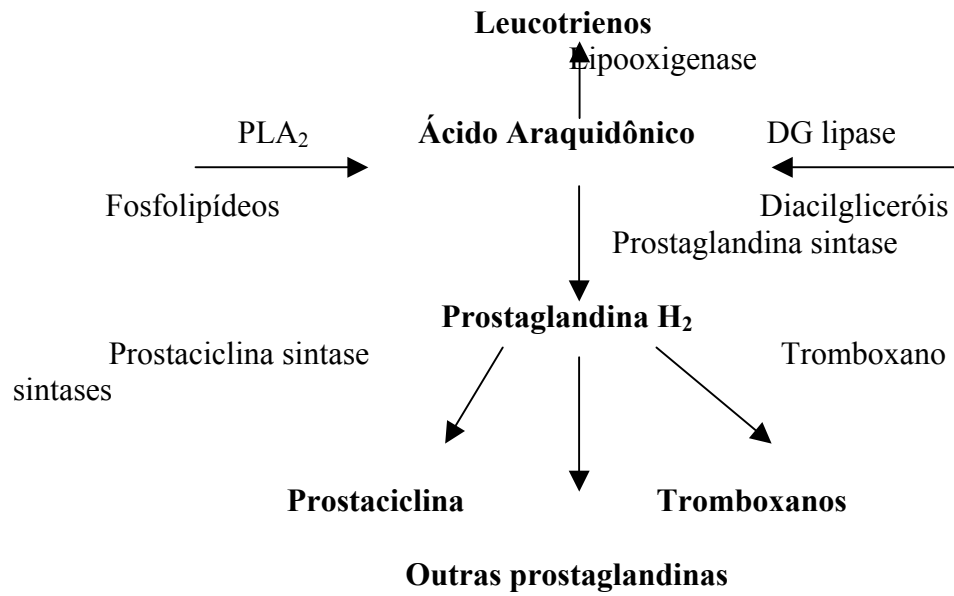 Leucotrienos
Lipooxigenase
PLA₂ Ácido Araquidônico DG lipase
Fosfolipídeos Diacilgliceróis
Prostaglandina sintase
Prostaglandina H₂
Prostaciclina sintase Tromboxano
sintases
Prostaciclina Tromboxanos
Outras prostaglandinas